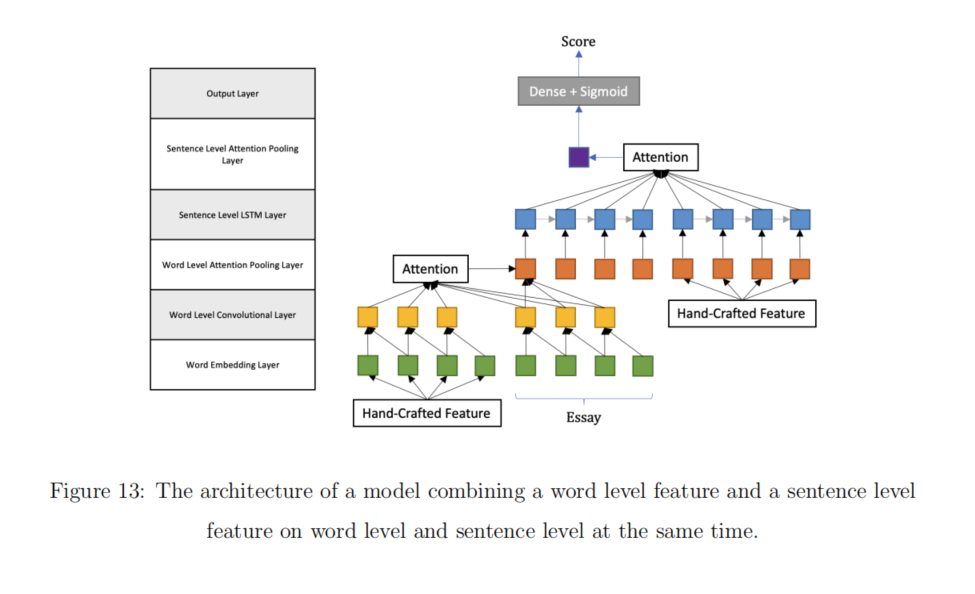 Score
Output Layer
Dense + Sigmoid
Sentence Level Attention Pooling
Layer
Attention
Sentence Level LSTM Layer
Word Level Attention Pooling Layer
Attention
Word Level Convolutional Layer
Hand-Crafted Feature
Word Embedding Layer
Hand-Crafted Feature
Essay
Figure 13: The architecture of a model combining a word level feature and a sentence level
feature on word level and sentence level at the same time.